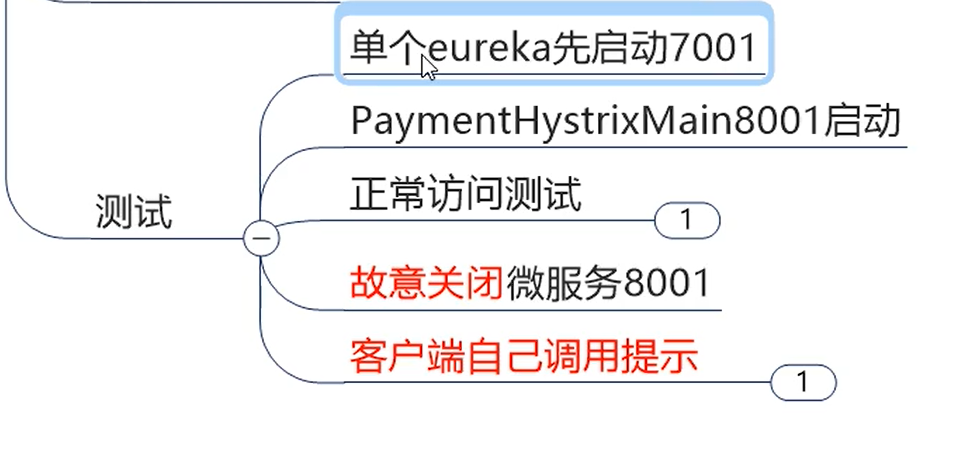 单个eureka先启动7001
PaymentHystrixMain8001启动
正常访问测试 1
测试
故意关闭微服务8001
客户端自己调用提示 1